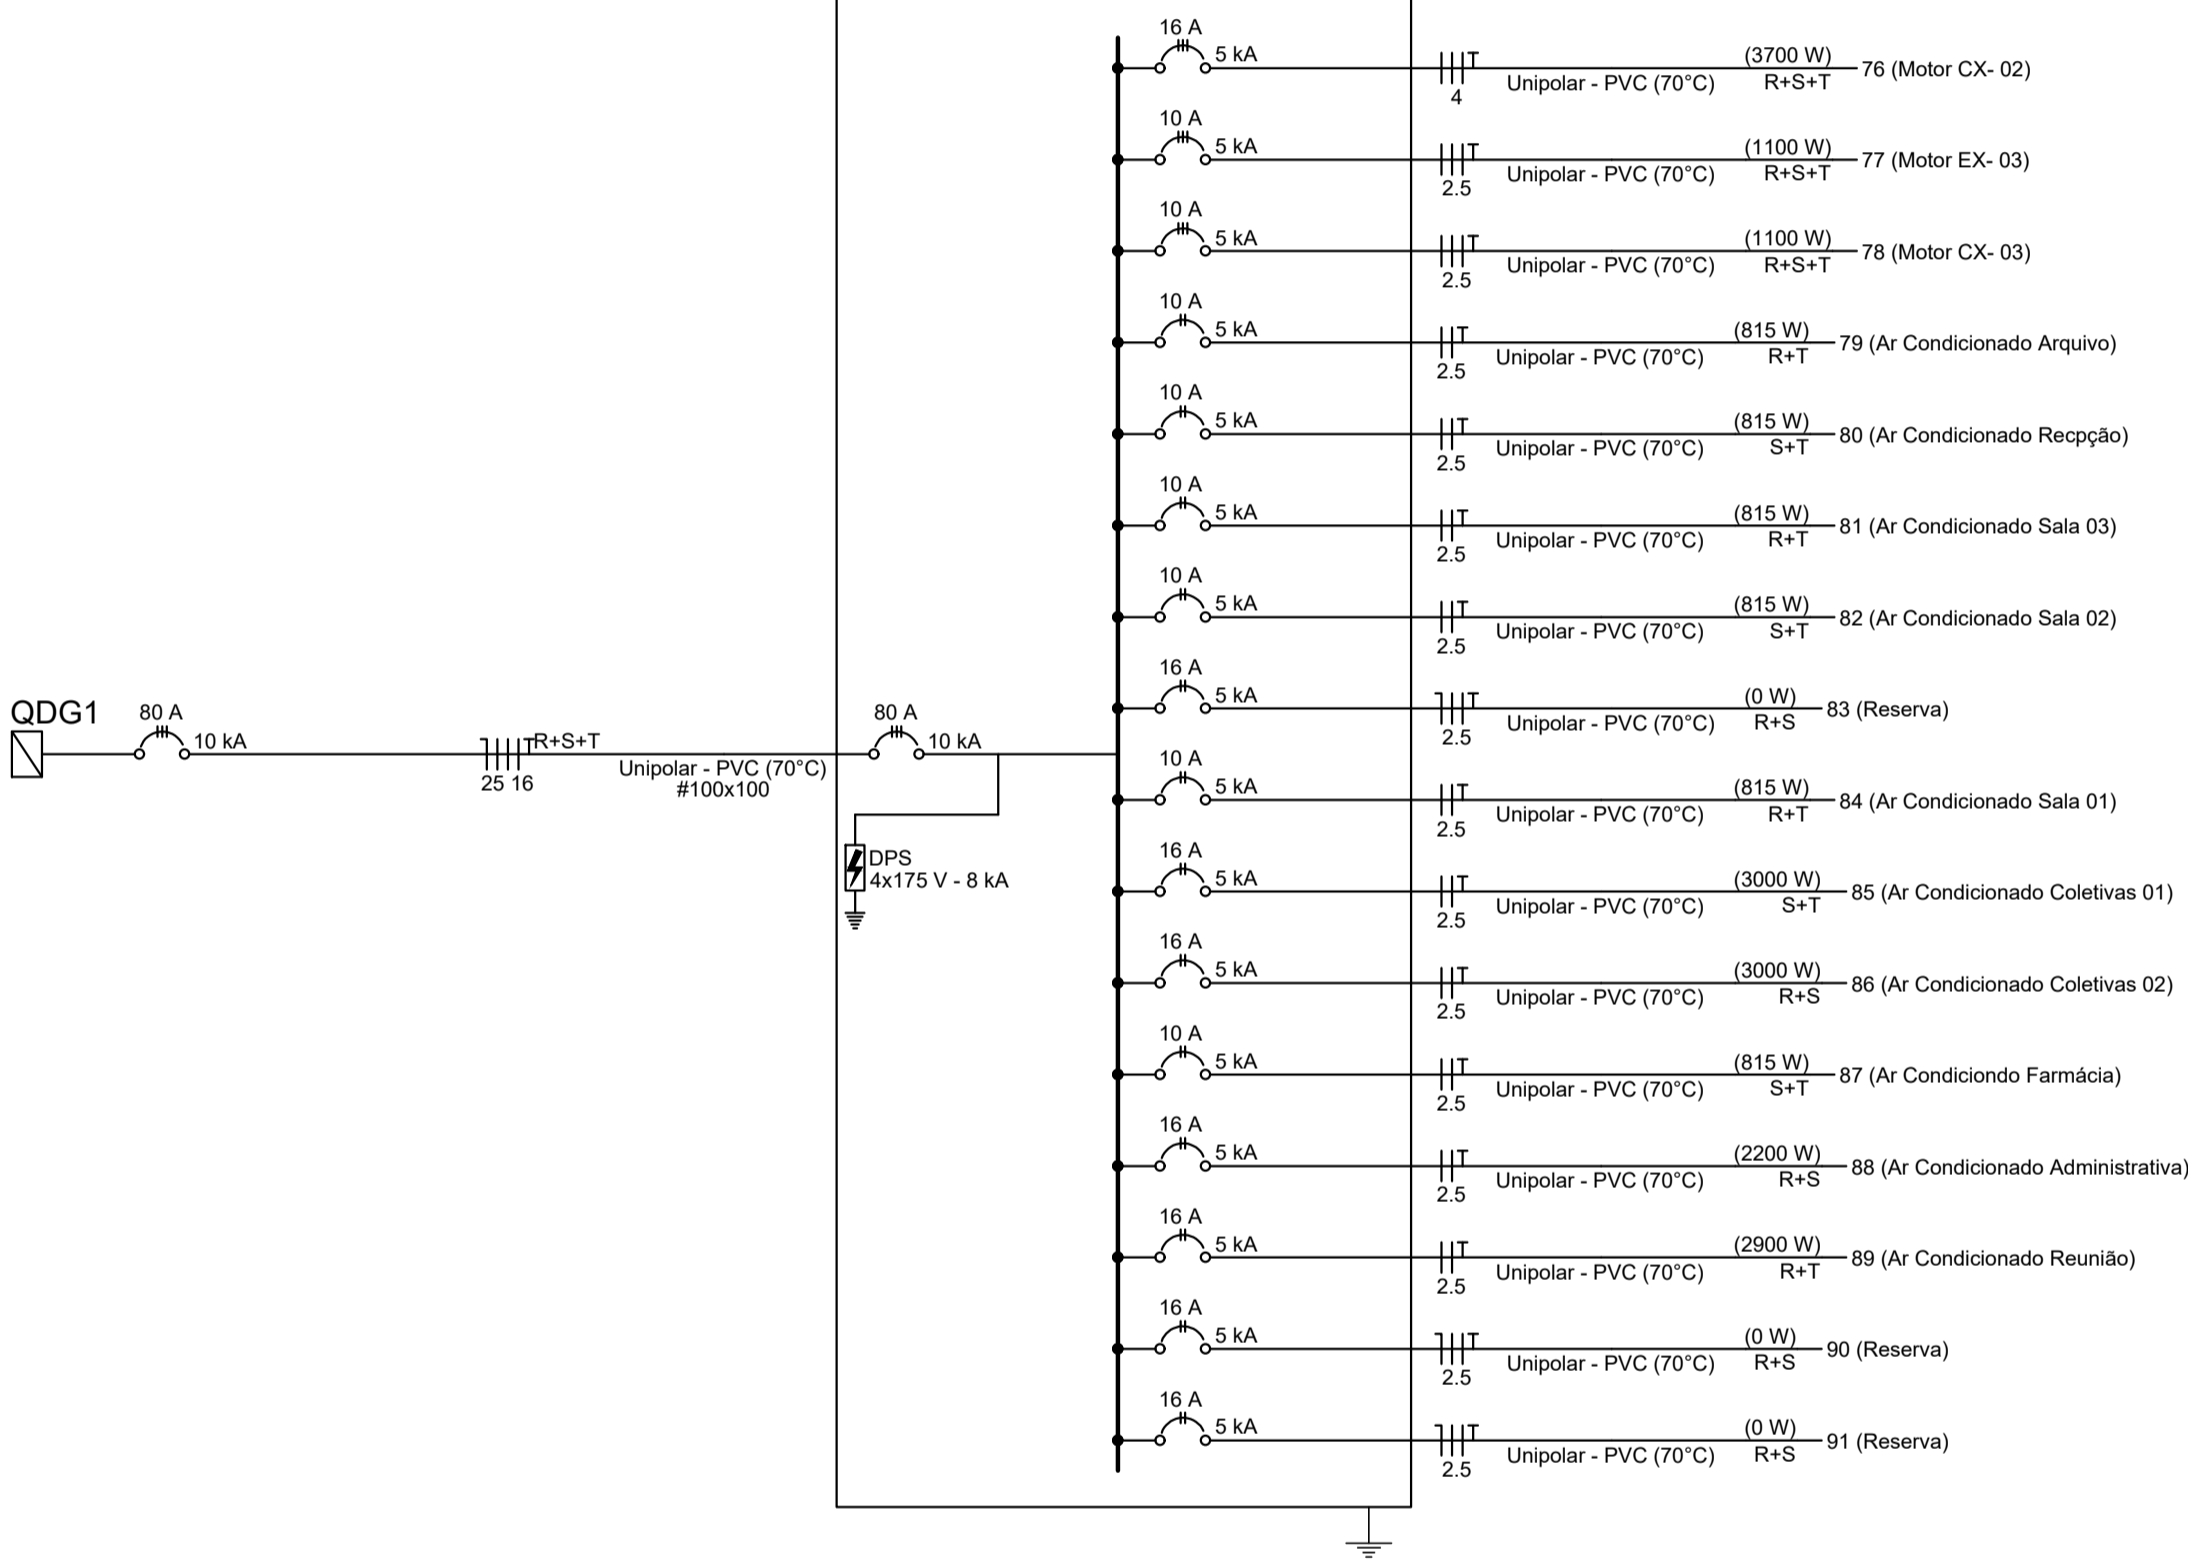 16 A
5 kA
(3700 W)
76 (Motor CX- 02)
4
Unipolar - PVC (70°C)
R+S+T
10 A
5 kA
(1100 W)
77 (Motor EX- 03)
2.5
Unipolar - PVC (70°C)
R+S+T
10 A
5 kA
(1100 W)
78 (Motor CX- 03)
2.5
Unipolar - PVC (70°C)
R+S+T
10 A
5 kA
(815 W)
79 (Ar Condicionado Arquivo)
2.5
Unipolar - PVC (70°C)
R+T
10 A
5 kA
(815 W)
80 (Ar Condicionado Recpção)
2.5
Unipolar - PVC (70°C)
S+T
10 A
5 kA
(815 W)
81 (Ar Condicionado Sala 03)
2.5
Unipolar - PVC (70°C)
R+T
10 A
5 kA
(815 W)
82 (Ar Condicionado Sala 02)
2.5
Unipolar - PVC (70°C)
S+T
16 A
5 kA
(0 W)
83 (Reserva)
2.5
Unipolar - PVC (70°C)
R+S
QDG1
80 A
10 kA
R+S+T
25 16
Unipolar - PVC (70°C)
#100x100
80 A
10 kA
DPS
4x175 V - 8 kA
10 A
5 kA
(815 W)
84 (Ar Condicionado Sala 01)
2.5
Unipolar - PVC (70°C)
R+T
16 A
5 kA
(3000 W)
85 (Ar Condicionado Coletivas 01)
2.5
Unipolar - PVC (70°C)
S+T
16 A
5 kA
(3000 W)
86 (Ar Condicionado Coletivas 02)
2.5
Unipolar - PVC (70°C)
R+S
10 A
5 kA
(815 W)
87 (Ar Condiciondo Farmácia)
2.5
Unipolar - PVC (70°C)
S+T
16 A
5 kA
(2200 W)
88 (Ar Condicionado Administrativa)
2.5
Unipolar - PVC (70°C)
R+S
16 A
5 kA
(2900 W)
89 (Ar Condicionado Reunião)
2.5
Unipolar - PVC (70°C)
R+T
16 A
5 kA
(0 W)
90 (Reserva)
2.5
Unipolar - PVC (70°C)
R+S
16 A
5 kA
(0 W)
91 (Reserva)
2.5
Unipolar - PVC (70°C)
R+S